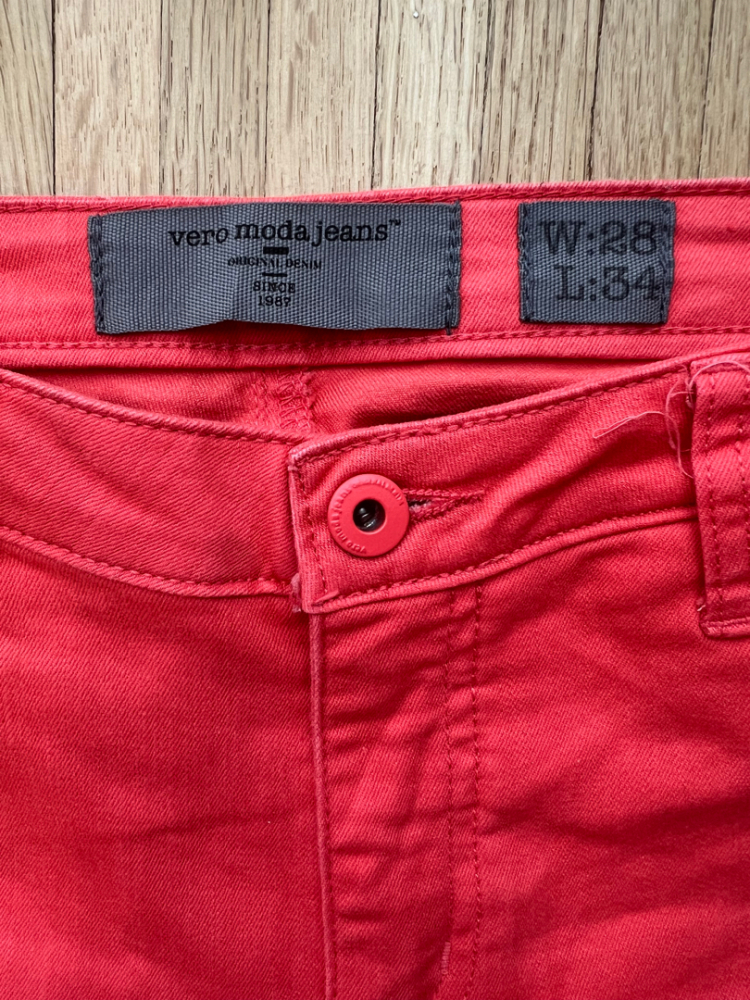 vero moda jeans™
ORIGINAL DENIM
SINCE
1987
W:28
L:34